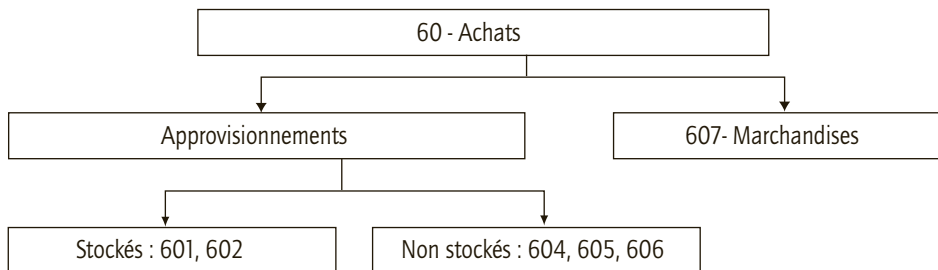 60 - Achats
Approvisionnements
607- Marchandises
Stockés : 601, 602
Non stockés : 604, 605, 606